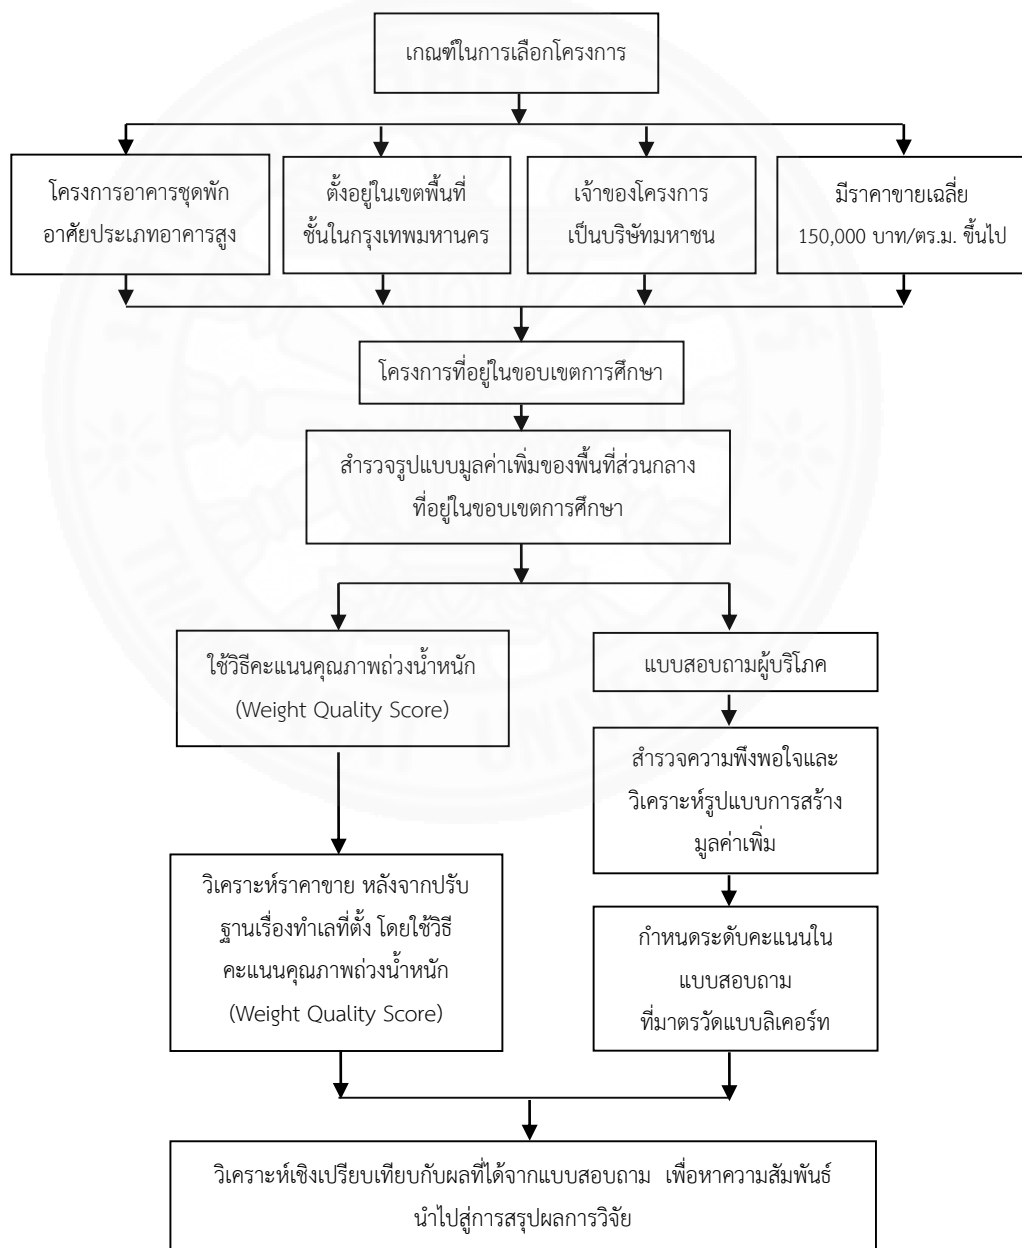 เกณฑ์ในการเลือกโครงการ
โครงการอาคารชุดพัก
อาศัยประเภทอาคารสูง
ตั้งอยู่ในเขตพื้นที่
ชั้นในกรุงเทพมหานคร
เจ้าของโครงการ
เป็นบริษัทมหาชน
มีราคาขายเฉลี่ย
150,000 บาท/ตร.ม. ขึ้นไป
โครงการที่อยู่ในขอบเขตการศึกษา
สำรวจรูปแบบมูลค่าเพิ่มของพื้นที่ส่วนกลาง
ที่อยู่ในขอบเขตการศึกษา
ใช้วิธีคะแนนคุณภาพถ่วงน้ำหนัก
(Weight Quality Score)
แบบสอบถามผู้บริโภค
สำรวจความพึงพอใจและ
วิเคราะห์รูปแบบการสร้าง
มูลค่าเพิ่ม
วิเคราะห์ราคาขาย หลังจากปรับ
ฐานเรื่องทำเลที่ตั้ง โดยใช้วิธี
คะแนนคุณภาพถ่วงน้ำหนัก
(Weight Quality Score)
กำหนดระดับคะแนนใน
แบบสอบถาม
ที่มาตรวัดแบบลิเคอร์ท
วิเคราะห์เชิงเปรียบเทียบกับผลที่ได้จากแบบสอบถาม เพื่อหาความสัมพันธ์
นำไปสู่การสรุปผลการวิจัย